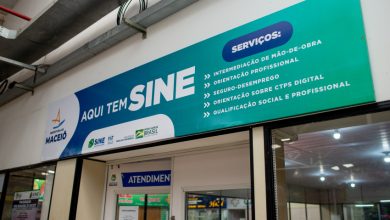 AQUI TEM SINE
SERVIÇOS:
INTERMEDIAÇÃO DE MÃO-DE-OBRA
ORIENTAÇÃO PROFISSIONAL
SEGURO-DESEMPREGO
ORIENTAÇÃO SOBRE CTPS DIGITAL
QUALIFICAÇÃO SOCIAL E PROFISSIONAL
MACEIÓ
SINE
BRASIL
ATENDIMENTO